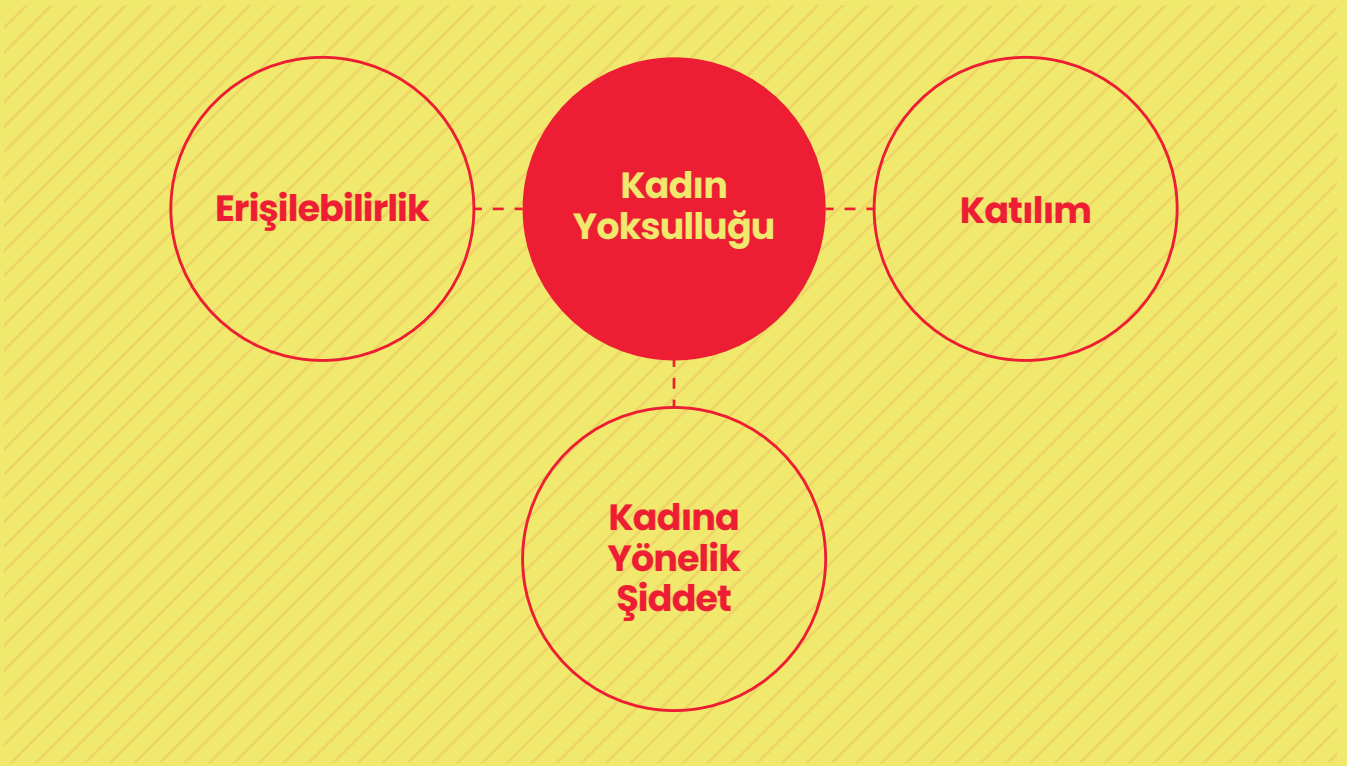 Erişilebilirlik
Kadın
Yoksulluğu
Katılım
Kadına
Yönelik
Şiddet